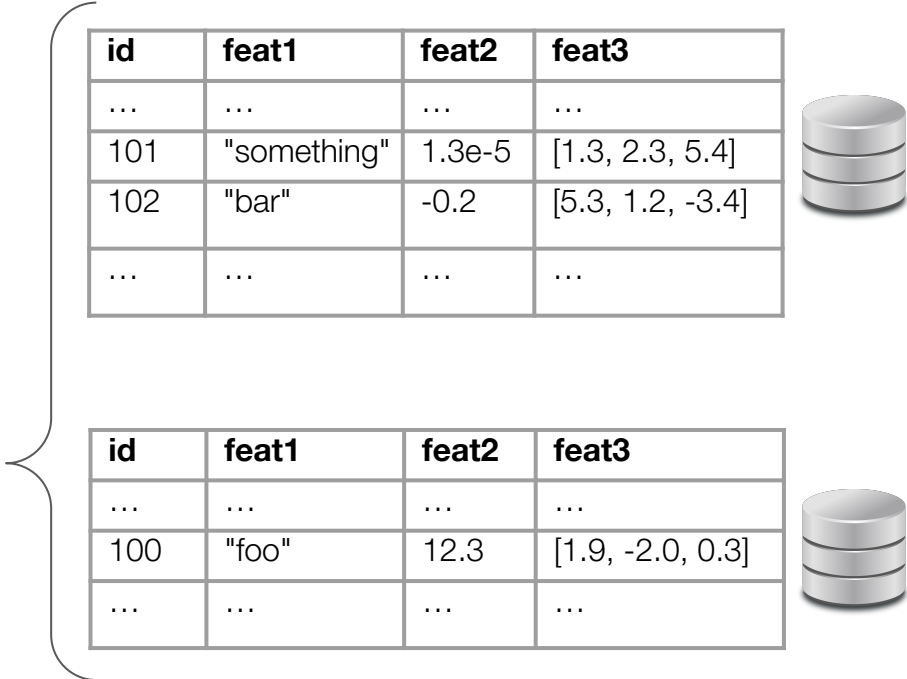 id feat1 feat2 feat3
… … … …
101 "something" 1.3e-5 [1.3, 2.3, 5.4]
102 "bar" -0.2 [5.3, 1.2, -3.4]
… … … …
id feat1 feat2 feat3
… … … …
100 "foo" 12.3 [1.9, -2.0, 0.3]
… … … …